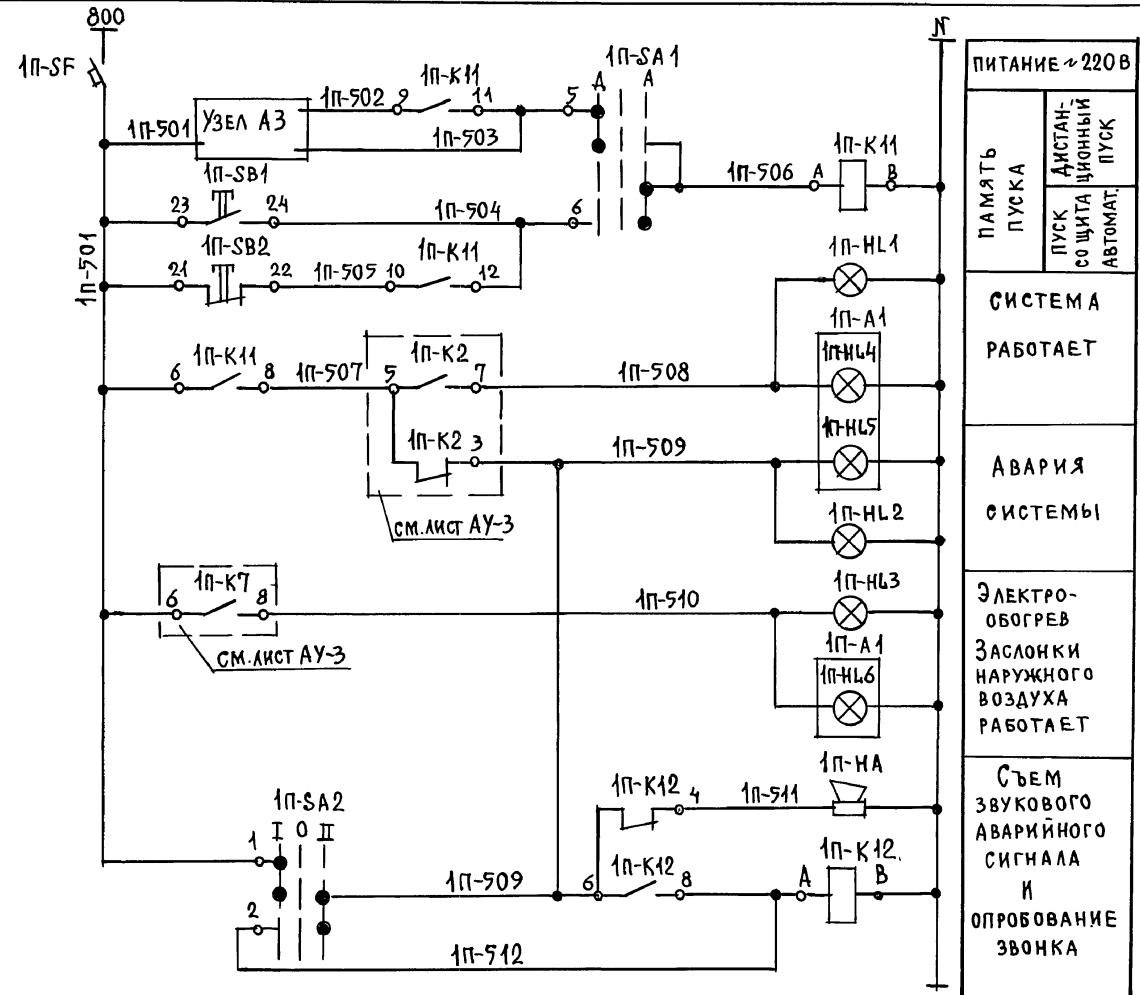 800
N
1П-SF
1П-501
УЗЕЛ А3
1П-502
9
1П-К11
11
1П-503
5
1П-SA1
Д
А
1П-506
А
1П-К11
В
1П-SB1
23
24
1П-504
6
1П-SB2
21
22
1П-505
10
1П-К11
12
1П-501
1П-HL1
1П-А1
1П-К11
6
8
1П-507
5
1П-К2
7
1П-508
1П-HL4
1П-К2
3
1П-509
1П-HL5
СМ.ЛИСТ АУ-3
1П-HL2
1П-К7
6
8
1П-510
1П-HL3
СМ.ЛИСТ АУ-3
1П-А1
1П-HL6
1П-SA2
I
0
II
1
2
1П-509
1П-К12
4
1П-511
1П-НА
6
1П-К12
8
А
1П-К12.
В
1П-512
ПИТАНИЕ ~ 220 В
ПАМЯТЬ
ПУСКА
ДИСТАН-
ЦИОННЫЙ
ПУСК
ПУСК
СО ЩИТА
АВТОМАТ.
СИСТЕМА
РАБОТАЕТ
АВАРИЯ
СИСТЕМЫ
ЭЛЕКТРО-
ОБОГРЕВ
ЗАСЛОНКИ
НАРУЖНОГО
ВОЗДУХА
РАБОТАЕТ
СЪЕМ
ЗВУКОВОГО
АВАРИЙНОГО
СИГНАЛА
И
ОПРОБОВАНИЕ
ЗВОНКА